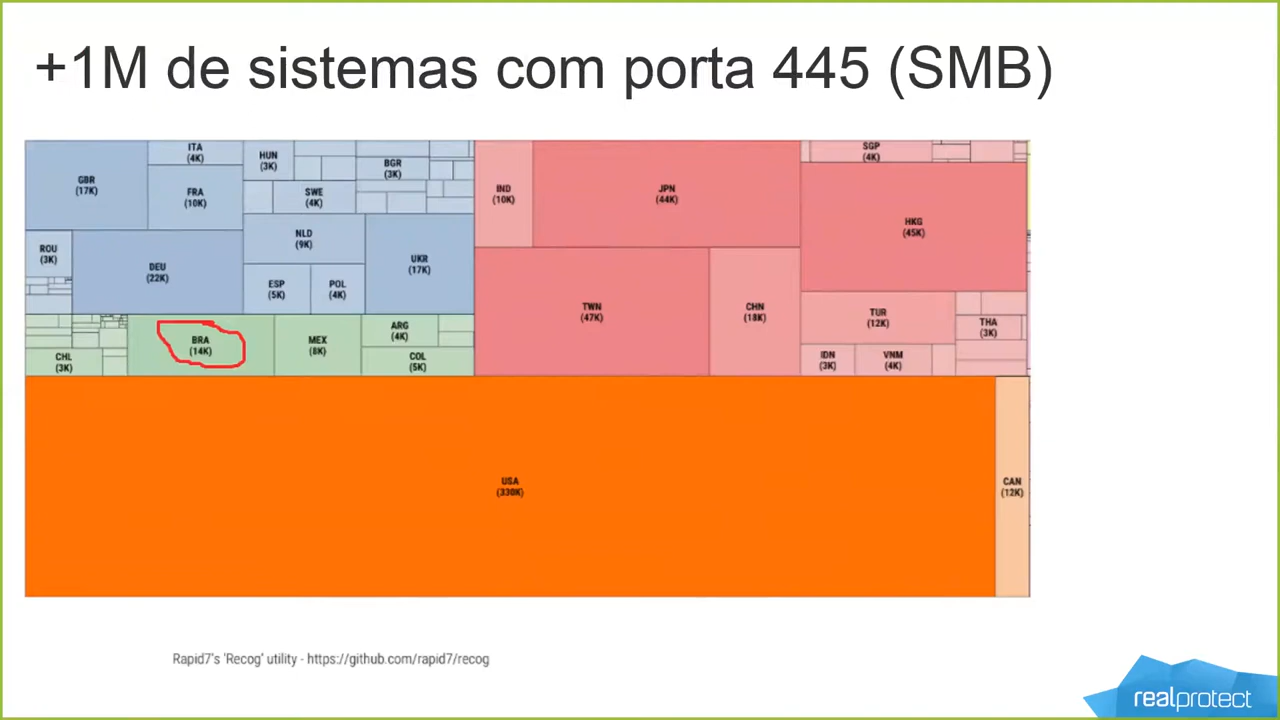 +1M de sistemas com porta 445 (SMB)
GBR
(17K)
ITA
(4K)
FRA
(10K)
HUN
(3K)
BGR
(3K)
SWE
(4K)
ROU
(3K)
DEU
(22K)
NLD
(9K)
ESP
(5K)
POL
(4K)
UKR
(17K)
IND
(10K)
JPN
(44K)
SGP
(4K)
HKG
(45K)
TWN
(47K)
CHN
(18K)
TUR
(12K)
THA
(3K)
IDN
(3K)
VNM
(4K)
CHL
(3K)
BRA
(14K)
MEX
(8K)
ARG
(4K)
COL
(5K)
USA
(330K)
CAN
(12K)
Rapid7's 'Recog' utility - https://github.com/rapid7/recog
realprotect